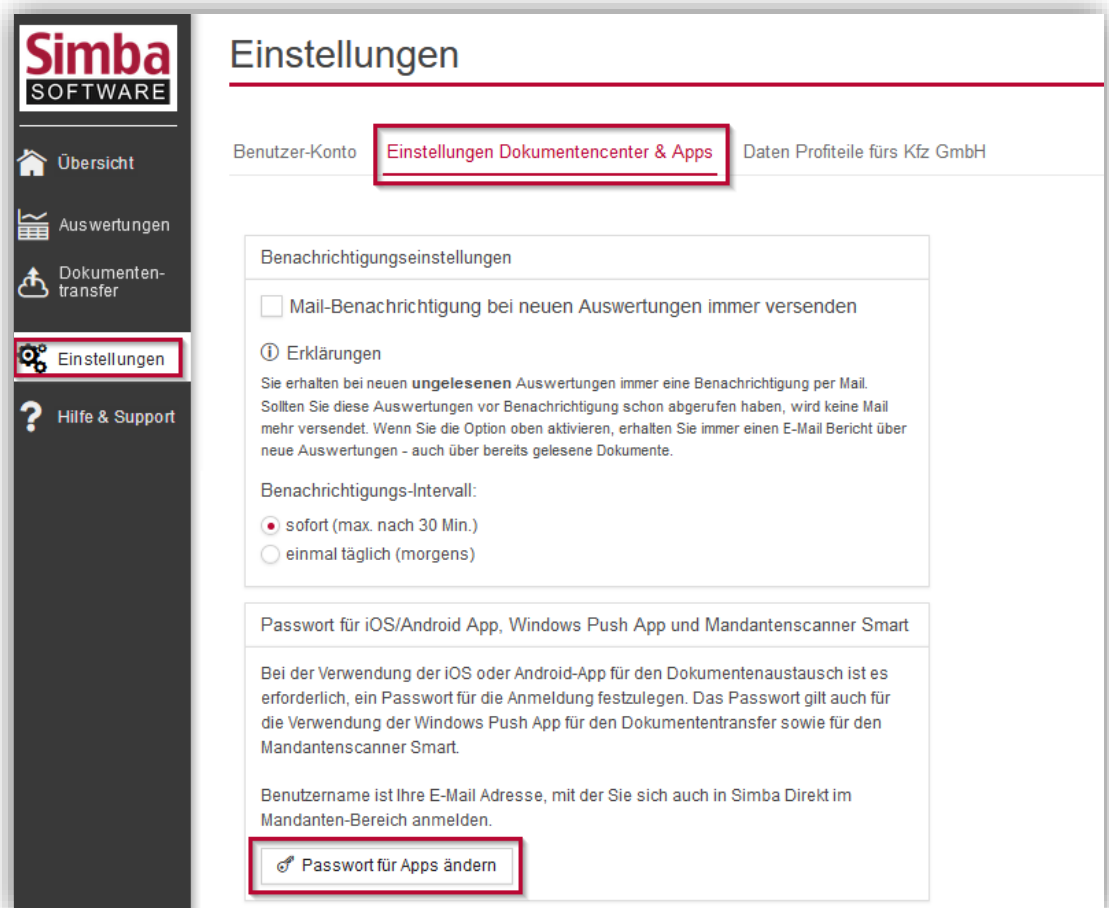 Simba
SOFTWARE
Übersicht
Auswertungen
Dokumenten-
transfer
Einstellungen
Hilfe & Support
Einstellungen
Benutzer-Konto Einstellungen Dokumentencenter & Apps Daten Profiteile fürs Kfz GmbH
Benachrichtigungseinstellungen
Mail-Benachrichtigung bei neuen Auswertungen immer versenden
Erklärungen
Sie erhalten bei neuen ungelesenen Auswertungen immer eine Benachrichtigung per Mail.
Sollten Sie diese Auswertungen vor Benachrichtigung schon abgerufen haben, wird keine Mail
mehr versendet. Wenn Sie die Option oben aktivieren, erhalten Sie immer einen E-Mail Bericht über
neue Auswertungen - auch über bereits gelesene Dokumente.
Benachrichtigungs-Intervall:
sofort (max. nach 30 Min.)
einmal täglich (morgens)
Passwort für iOS/Android App, Windows Push App und Mandantenscanner Smart
Bei der Verwendung der iOS oder Android-App für den Dokumentenaustausch ist es
erforderlich, ein Passwort für die Anmeldung festzulegen. Das Passwort gilt auch für
die Verwendung der Windows Push App für den Dokumententransfer sowie für den
Mandantenscanner Smart.
Benutzername ist Ihre E-Mail Adresse, mit der Sie sich auch in Simba Direkt im
Mandanten-Bereich anmelden.
Passwort für Apps ändern